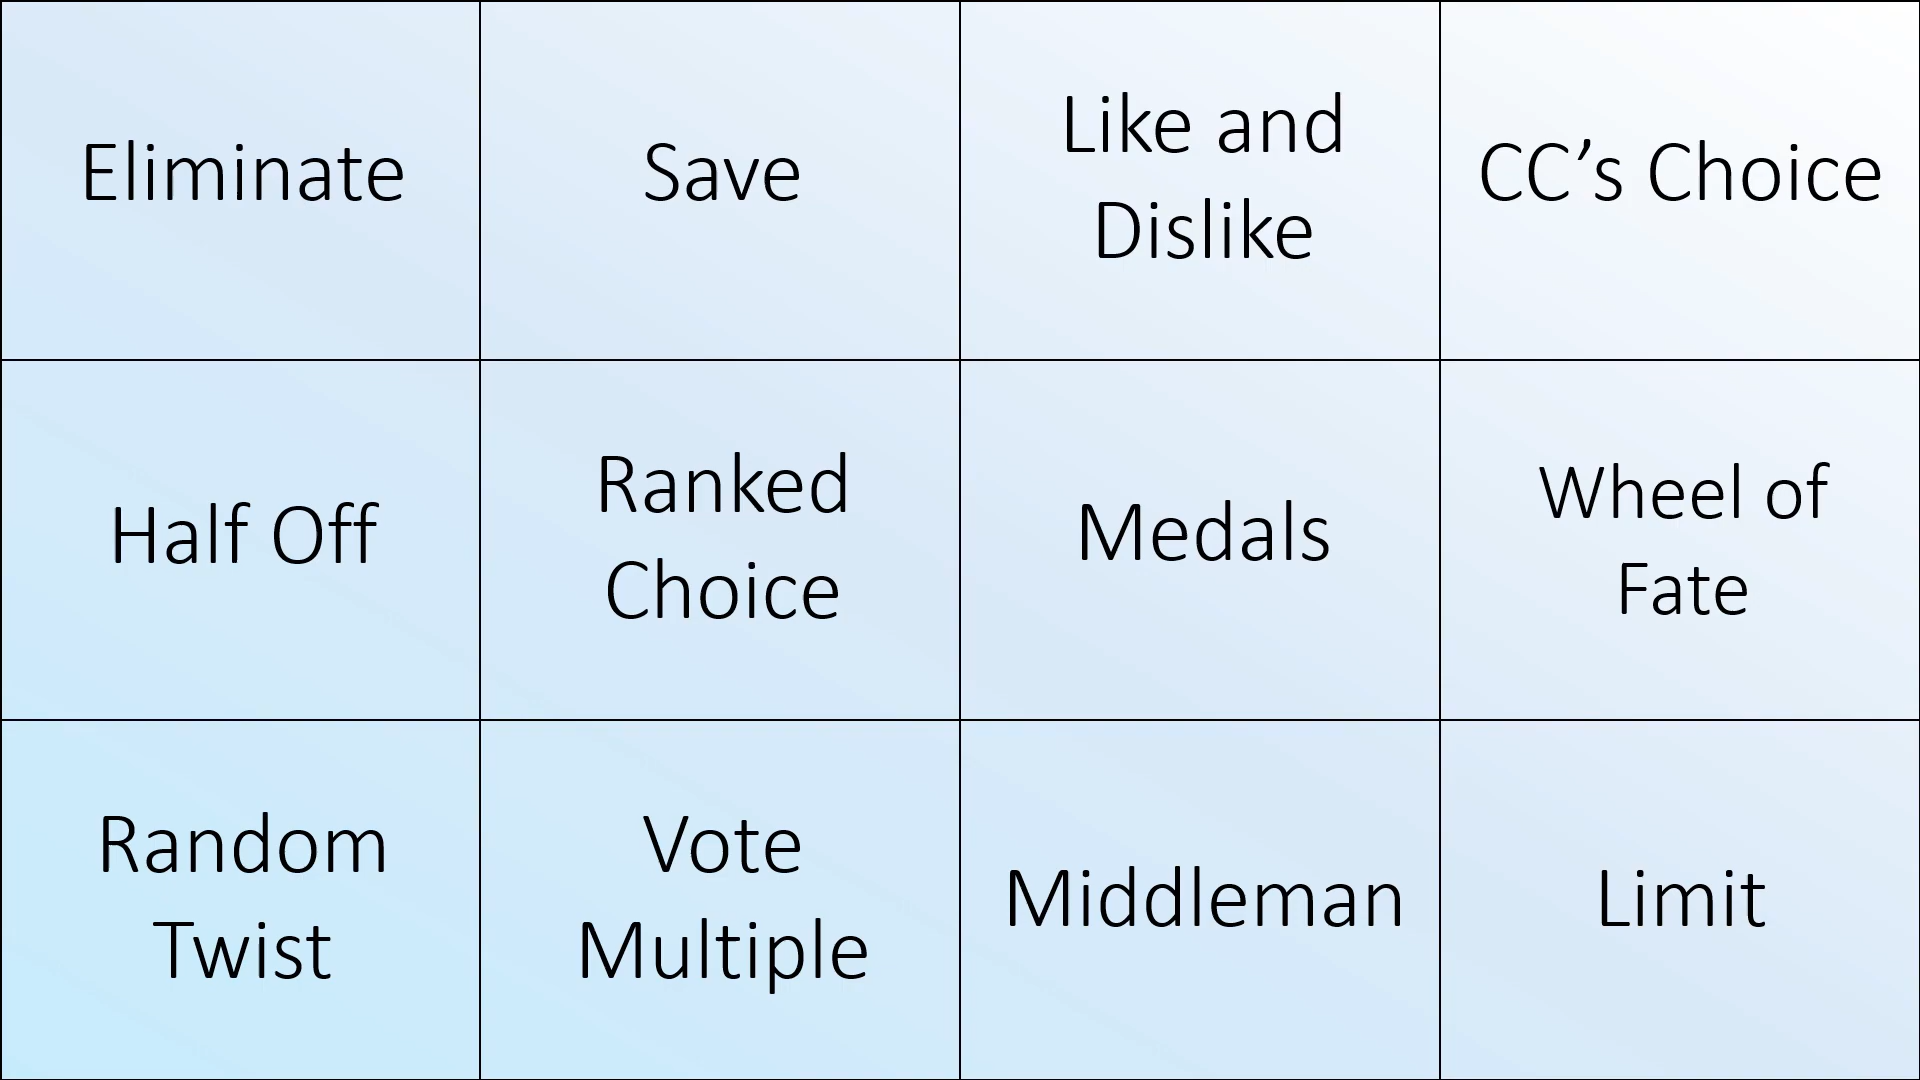 Eliminate
Save
Like and
Dislike
CC’s Choice
Half Off
Ranked
Choice
Medals
Wheel of
Fate
Random
Twist
Vote
Multiple
Middleman
Limit